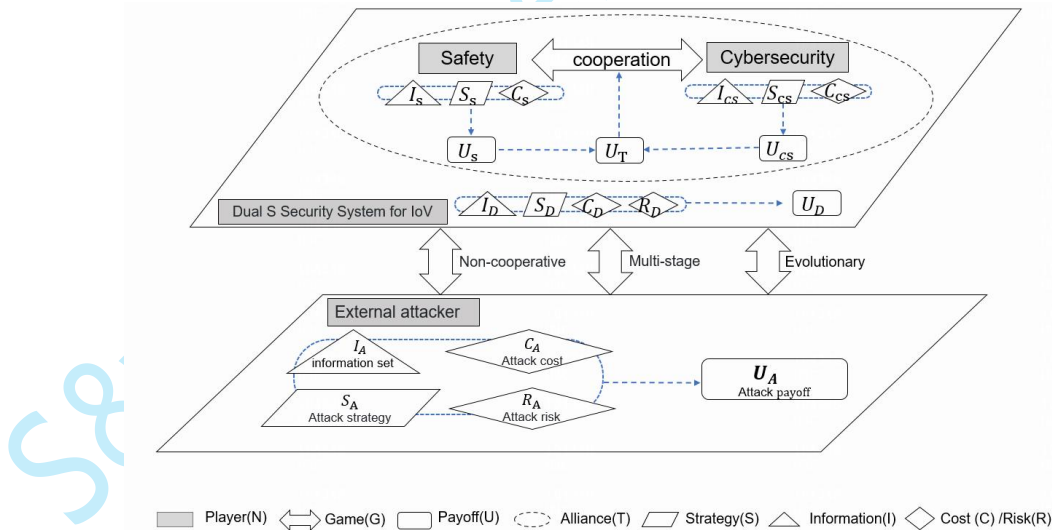 Safety
cooperation
Cybersecurity
I_s S_s C_s
I_cs S_cs C_cs
U_s
U_T
U_cs
Dual S Security System for IoV
I_D S_D C_D R_D
U_D
Non-cooperative
Multi-stage
Evolutionary
External attacker
I_A
information set
C_A
Attack cost
S_A
Attack strategy
R_A
Attack risk
U_A
Attack payoff
Player(N) Game(G) Payoff(U) Alliance(T) Strategy(S) Information(I) Cost (C) /Risk(R)